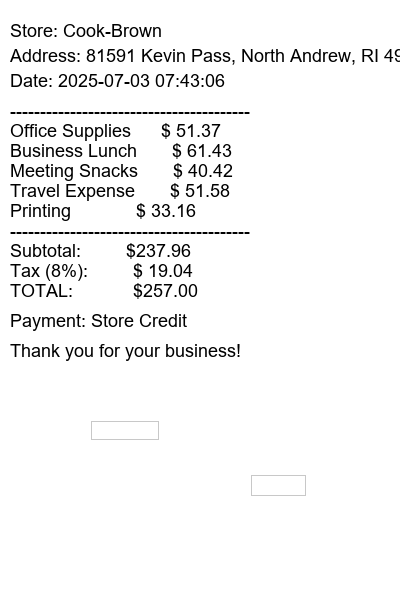 Store: Cook-Brown
Address: 81591 Kevin Pass, North Andrew, RI 49
Date: 2025-07-03 07:43:06
----------------------------------------
Office Supplies $ 51.37
Business Lunch $ 61.43
Meeting Snacks $ 40.42
Travel Expense $ 51.58
Printing $ 33.16
----------------------------------------
Subtotal: $237.96
Tax (8%): $ 19.04
TOTAL: $257.00
Payment: Store Credit
Thank you for your business!